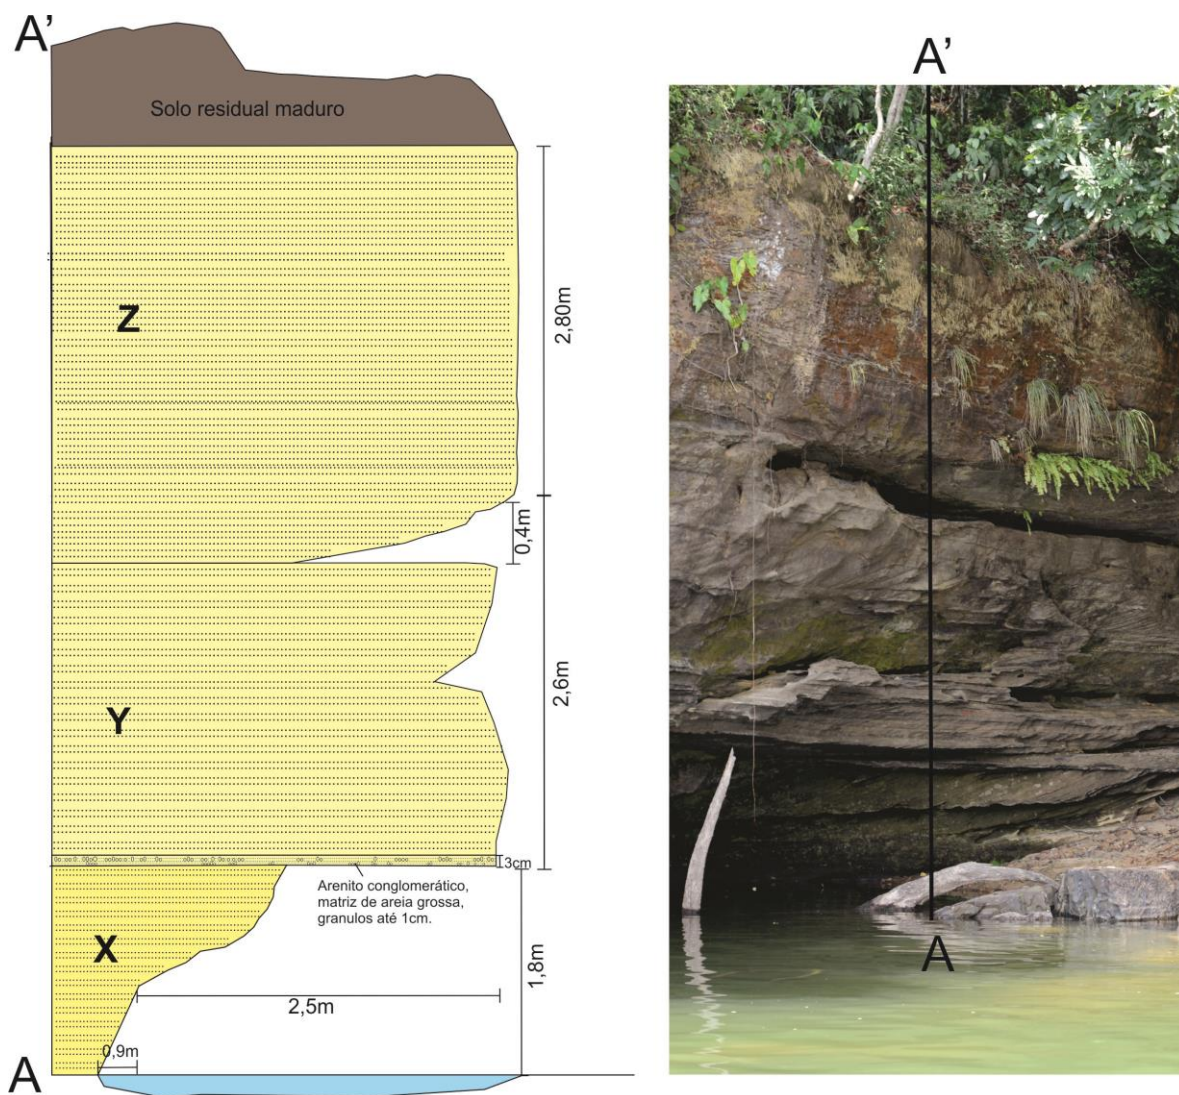 A’
Solo residual maduro
Z
2,80m
0,4m
Y
2,6m
3cm
Arenito conglomerático,
matriz de areia grossa,
granulos até 1cm.
X
1,8m
2,5m
0,9m
A
A’
A